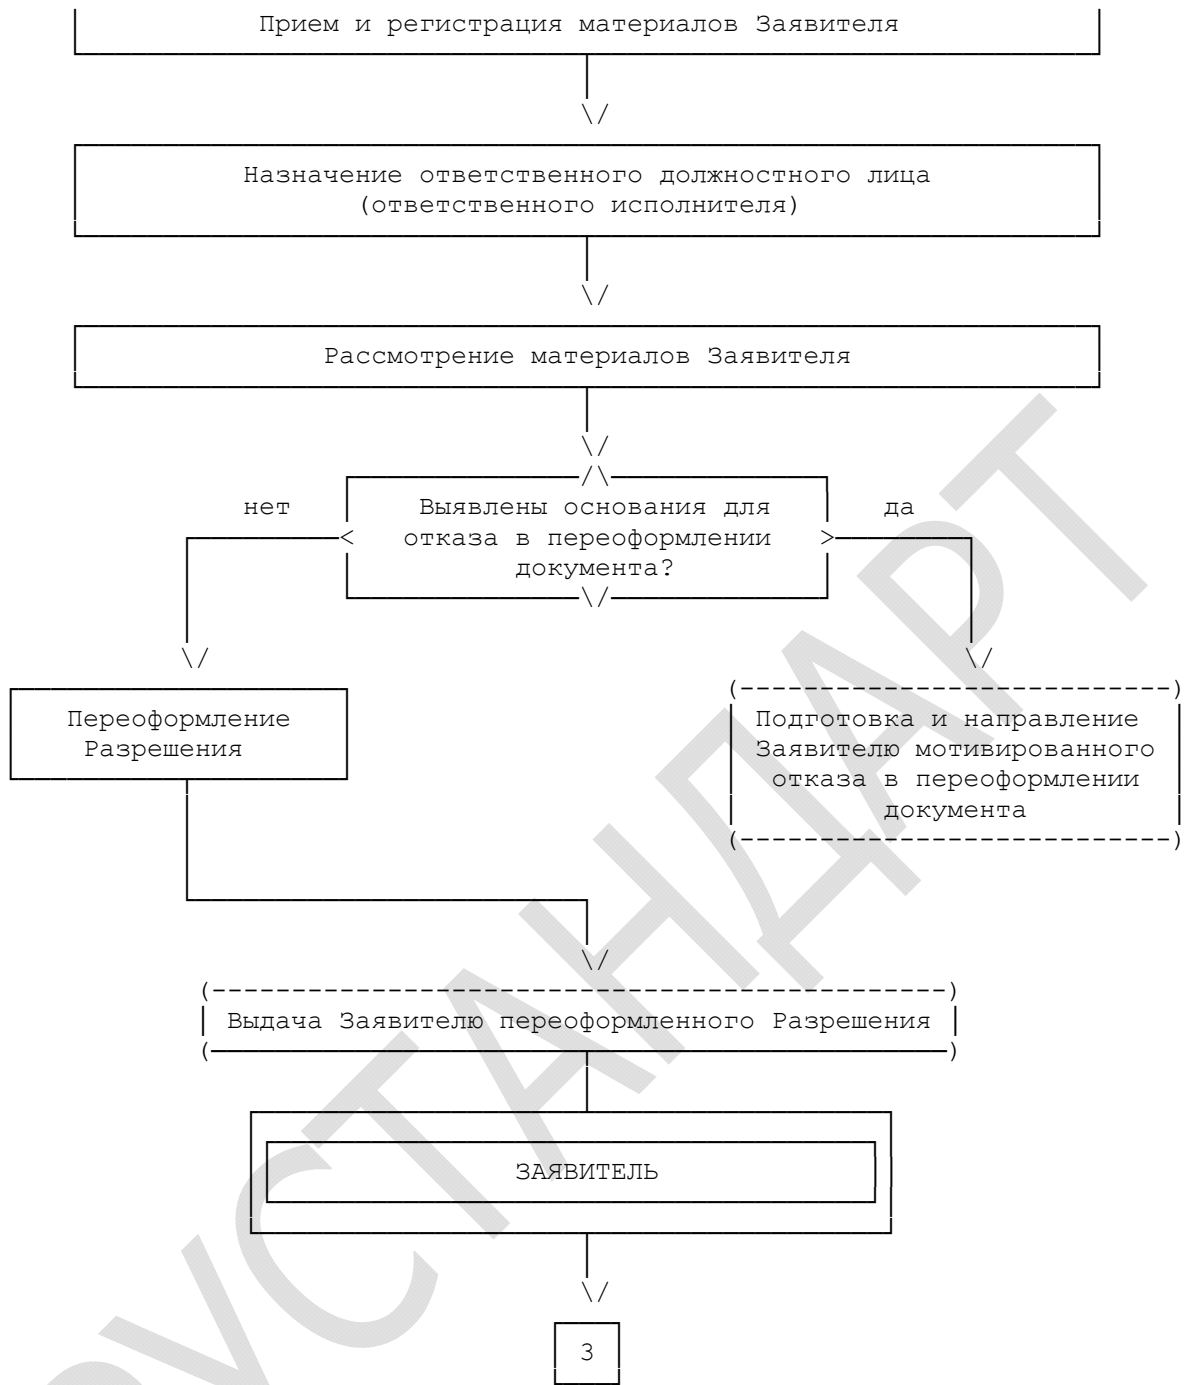 Прием и регистрация материалов Заявителя
Назначение ответственного должностного лица
(ответственного исполнителя)
Рассмотрение материалов Заявителя
нет
Выявлены основания для
да
отказа в переоформлении
документа?
Переоформление
Разрешения
Подготовка и направление
Заявителю мотивированного
отказа в переоформлении
документа
Выдача Заявителю переоформленного Разрешения
ЗАЯВИТЕЛЬ
3
РУСТАНДАРТ